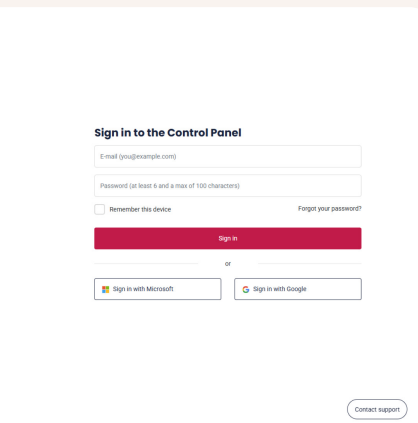 Sign in to the Control Panel
E-mail (you@example.com)
Password (at least 6 and a max of 100 characters)
Remember this device
Forgot your password?
Sign in
or
Sign in with Microsoft
Sign in with Google
Contact support